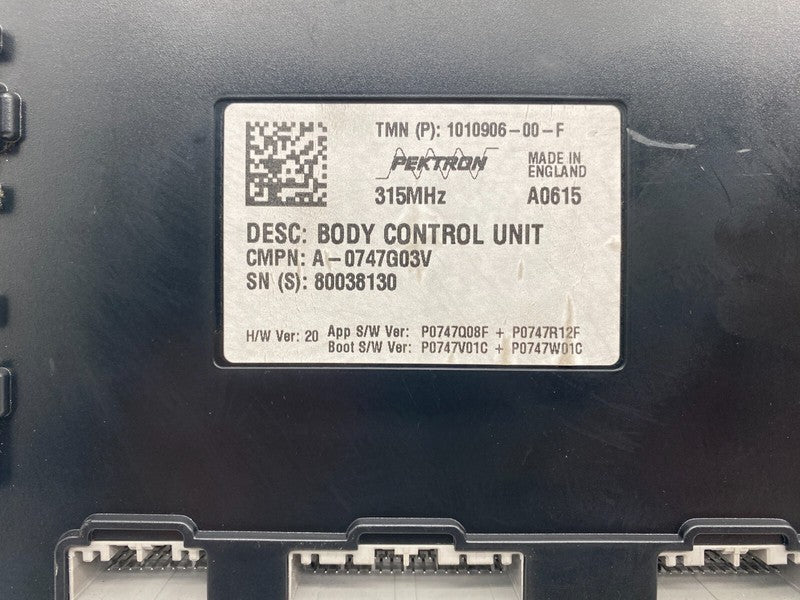 TMN (P): 1010906-00-F
PEKTRON
MADE IN
ENGLAND
315MHz
A0615
DESC: BODY CONTROL UNIT
CMPN: A-0747G03V
SN (S): 80038130
H/W Ver: 20 App S/W Ver: P0747Q08F + P0747R12F
Boot S/W Ver: P0747V01C + P0747W01C